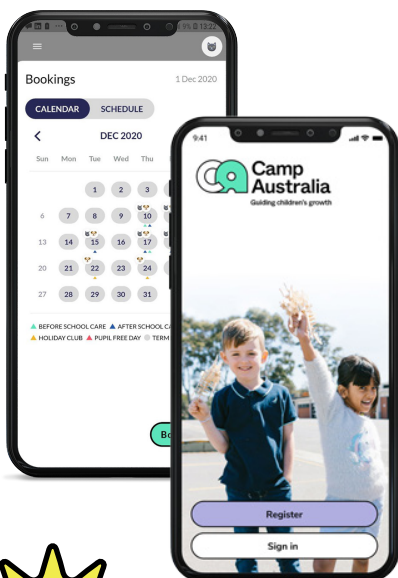 13:22
Bookings
1 Dec 2020
CALENDAR SCHEDULE
DEC 2020
Sun Mon Tue Wed Thu
1 2 3
6 7 8 9 10
13 14 15 16 17
20 21 22 23 24
27 28 29 30 31
BEFORE SCHOOL CARE AFTER SCHOOL CA
HOLIDAY CLUB PUPIL FREE DAY TERM
9:41
Camp
Australia
Guiding children's growth
Register
Sign in